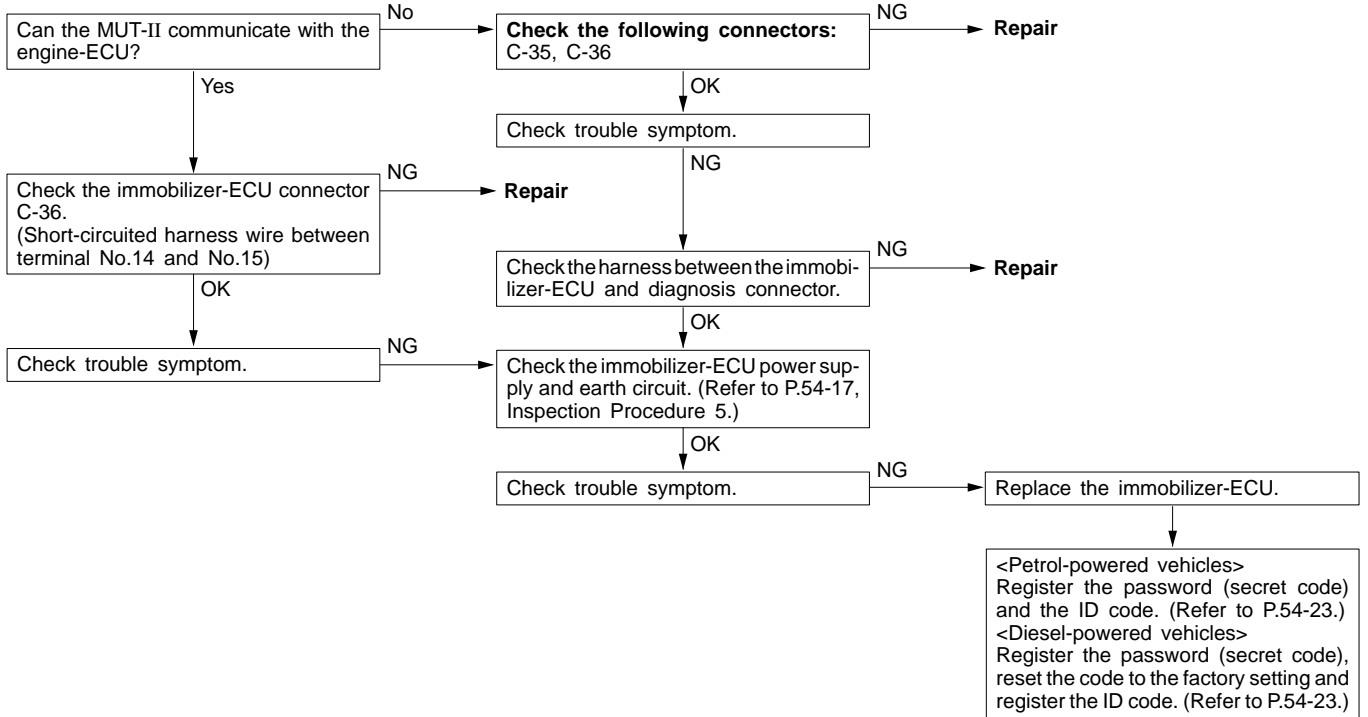 Can the MUT-II communicate with the
engine-ECU?
No
Check the following connectors:
C-35, C-36
NG
Repair
Yes
OK
Check trouble symptom.
NG
Check the immobilizer-ECU connector
C-36.
(Short-circuited harness wire between
terminal No.14 and No.15)
NG
Repair
Check the harness between the immobi-
lizer-ECU and diagnosis connector.
NG
Repair
OK
OK
Check trouble symptom.
NG
Check the immobilizer-ECU power sup-
ply and earth circuit. (Refer to P.54-17,
Inspection Procedure 5.)
OK
Check trouble symptom.
NG
Replace the immobilizer-ECU.
<Petrol-powered vehicles>
Register the password (secret code)
and the ID code. (Refer to P.54-23.)
<Diesel-powered vehicles>
Register the password (secret code),
reset the code to the factory setting and
register the ID code. (Refer to P.54-23.)